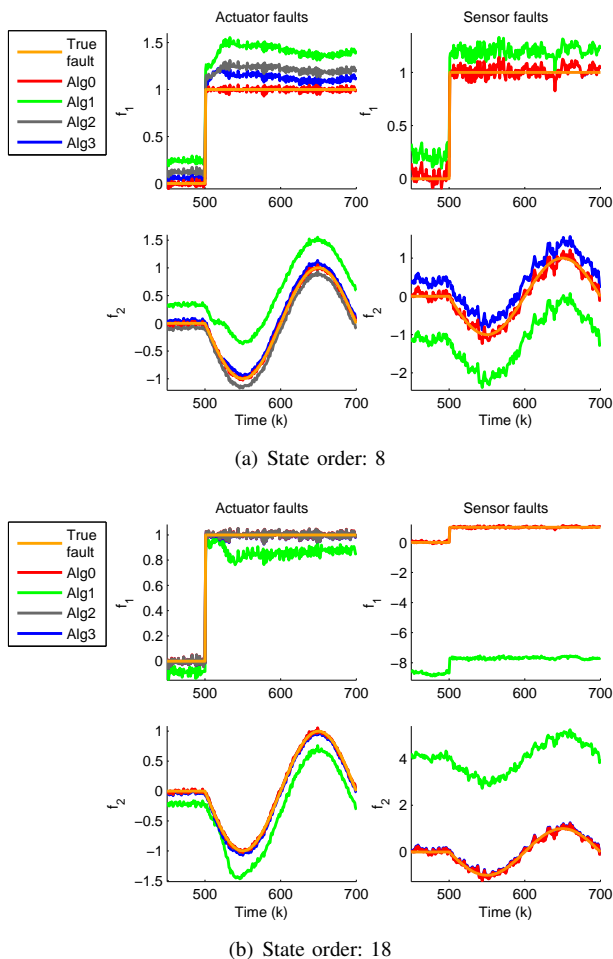 Actuator faults
Sensor faults
True
fault
Alg0
Alg1
Alg2
Alg3
f1
1.5
1
0.5
0
500
600
700
f1
1
0.5
0
500
600
700
f2
1.5
1
0.5
0
−0.5
−1
500
600
700
Time (k)
f2
2
1
0
−1
−2
500
600
700
Time (k)
(a) State order: 8
Actuator faults
Sensor faults
True
fault
Alg0
Alg1
Alg2
Alg3
f1
1
0.8
0.6
0.4
0.2
0
500
600
700
f1
0
−2
−4
−6
−8
500
600
700
f2
1
0.5
0
−0.5
−1
−1.5
500
600
700
Time (k)
f2
4
2
0
500
600
700
Time (k)
(b) State order: 18